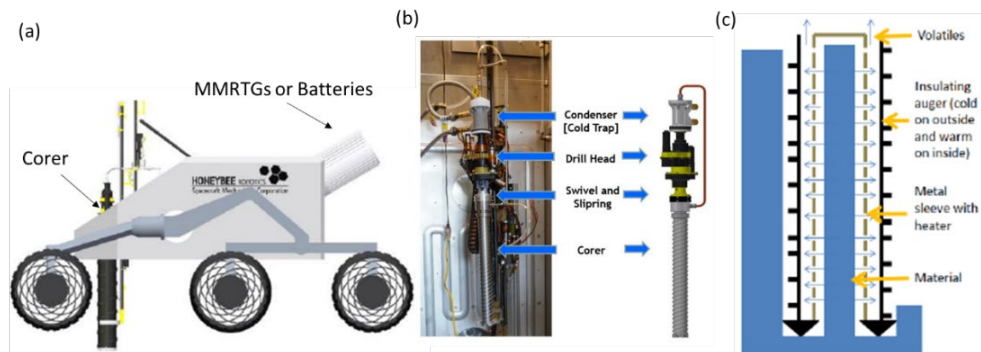 (a)
MMRTGs or Batteries
Corer
HONEYBEE ROBOTICS
Spacecraft Mechanisms Corporation
(b)
Condenser
[Cold Trap]
Drill Head
Swivel and
Slipring
Corer
(c)
Volatiles
Insulating
auger (cold
on outside
and warm
on inside)
Metal
sleeve with
heater
Material